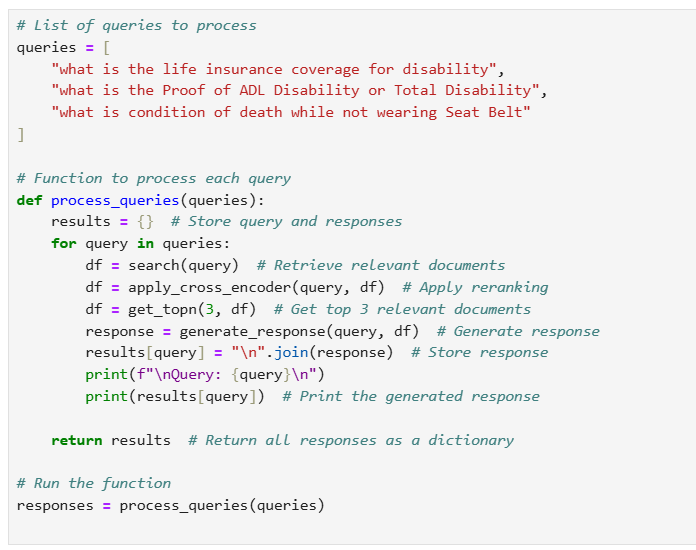 # List of queries to process
queries = [
    "what is the life insurance coverage for disability",
    "what is the Proof of ADL Disability or Total Disability",
    "what is condition of death while not wearing Seat Belt"
]

# Function to process each query
def process_queries(queries):
    results = {}  # Store query and responses
    for query in queries:
        df = search(query)  # Retrieve relevant documents
        df = apply_cross_encoder(query, df)  # Apply reranking
        df = get_topn(3, df)  # Get top 3 relevant documents
        response = generate_response(query, df)  # Generate response
        results[query] = "\n".join(response)  # Store response
        print(f"\nQuery: {query}\n")
        print(results[query])  # Print the generated response

    return results  # Return all responses as a dictionary

# Run the function
responses = process_queries(queries)